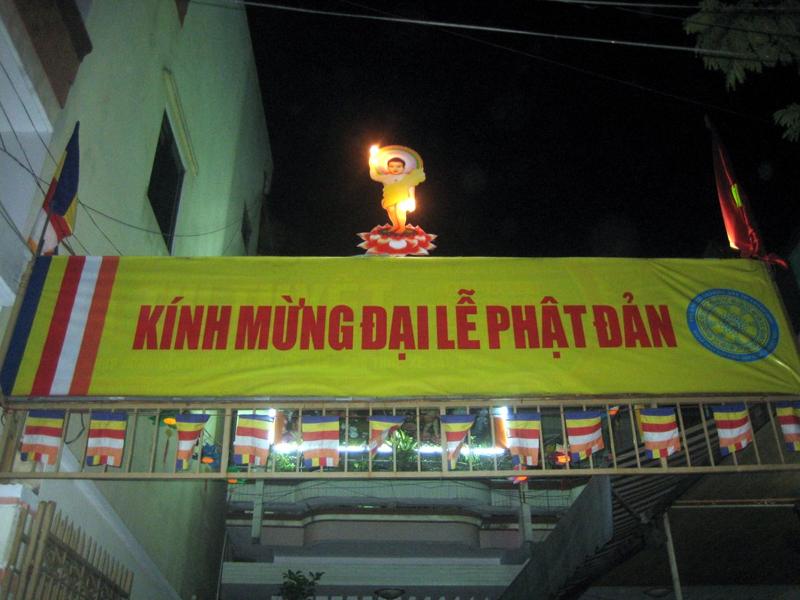 KÍNH MỪNG ĐẠI LỄ PHẬT ĐẢN